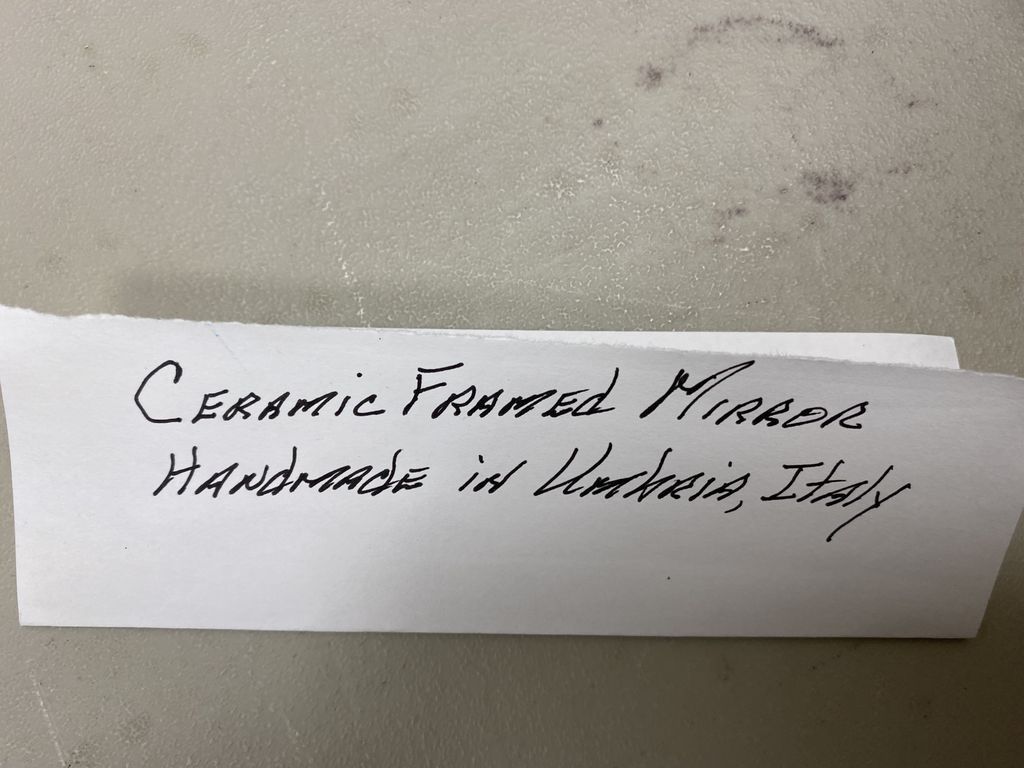 Ceramic Framed Mirror
Handmade in Umbria, Italy